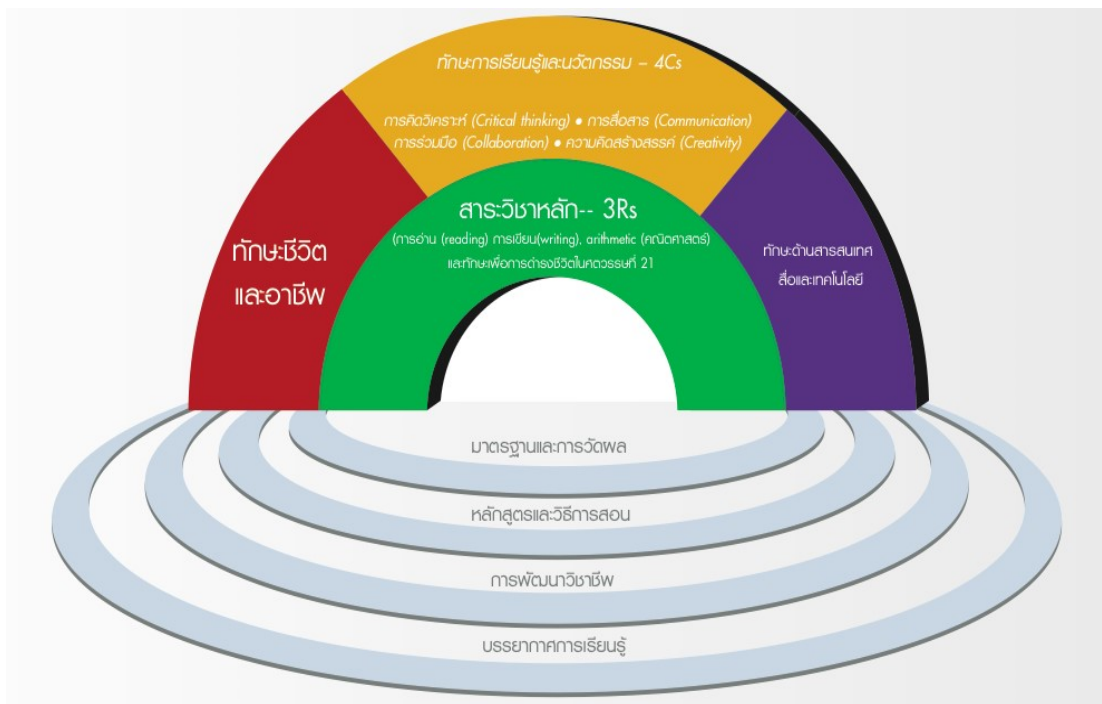 ทักษะการเรียนรู้และนวัตกรรม – 4Cs
การคิดวิเคราะห์ (Critical thinking) • การสื่อสาร (Communication)
การร่วมมือ (Collaboration) • ความคิดสร้างสรรค์ (Creativity)
สาระวิชาหลัก-- 3Rs
(การอ่าน (reading) การเขียน(writing), arithmetic (คณิตศาสตร์)
และทักษะเพื่อการดำรงชีวิตในศตวรรษที่ 21
ทักษะชีวิต
และอาชีพ
ทักษะด้านสารสนเทศ
สื่อและเทคโนโลยี
มาตรฐานและการวัดผล
หลักสูตรและวิธีการสอน
การพัฒนาวิชาชีพ
บรรยากาศการเรียนรู้